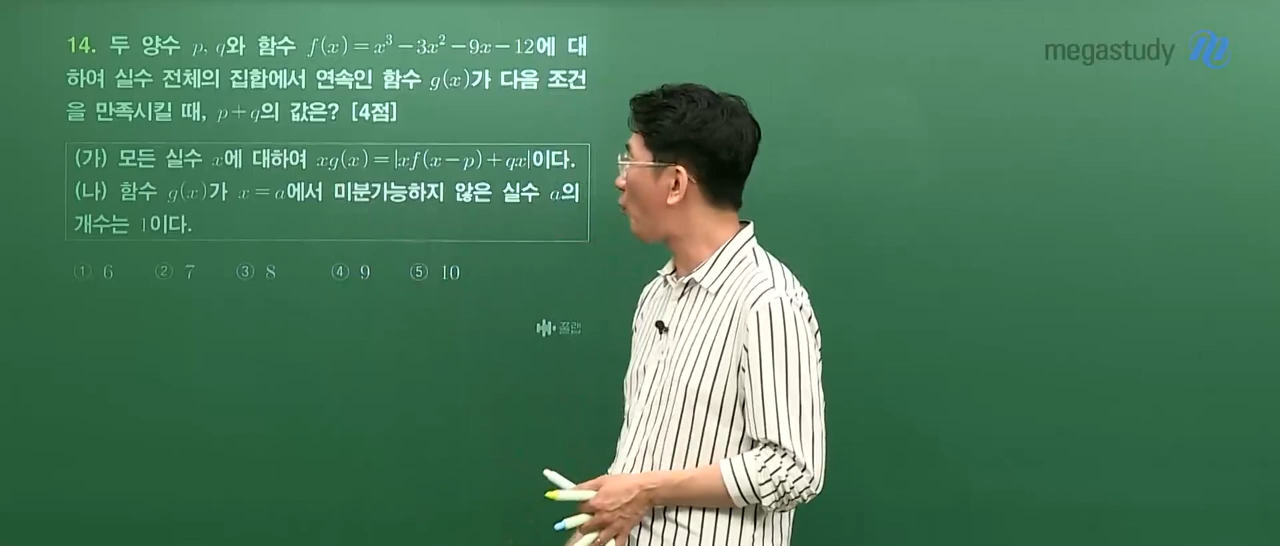 14. 두 양수 p, q와 함수 f(x)=x³-3x²-9x-12에 대
하여 실수 전체의 집합에서 연속인 함수 g(x)가 다음 조건
을 만족시킬 때, p+q의 값은? [4점]
(가) 모든 실수 x에 대하여 xg(x)=|xf(x-p)+qx|이다.
(나) 함수 g(x)가 x=a에서 미분가능하지 않은 실수 a의
개수는 1이다.
① 6 ② 7 ③ 8 ④ 9 ⑤ 10
megastudy
풀랩